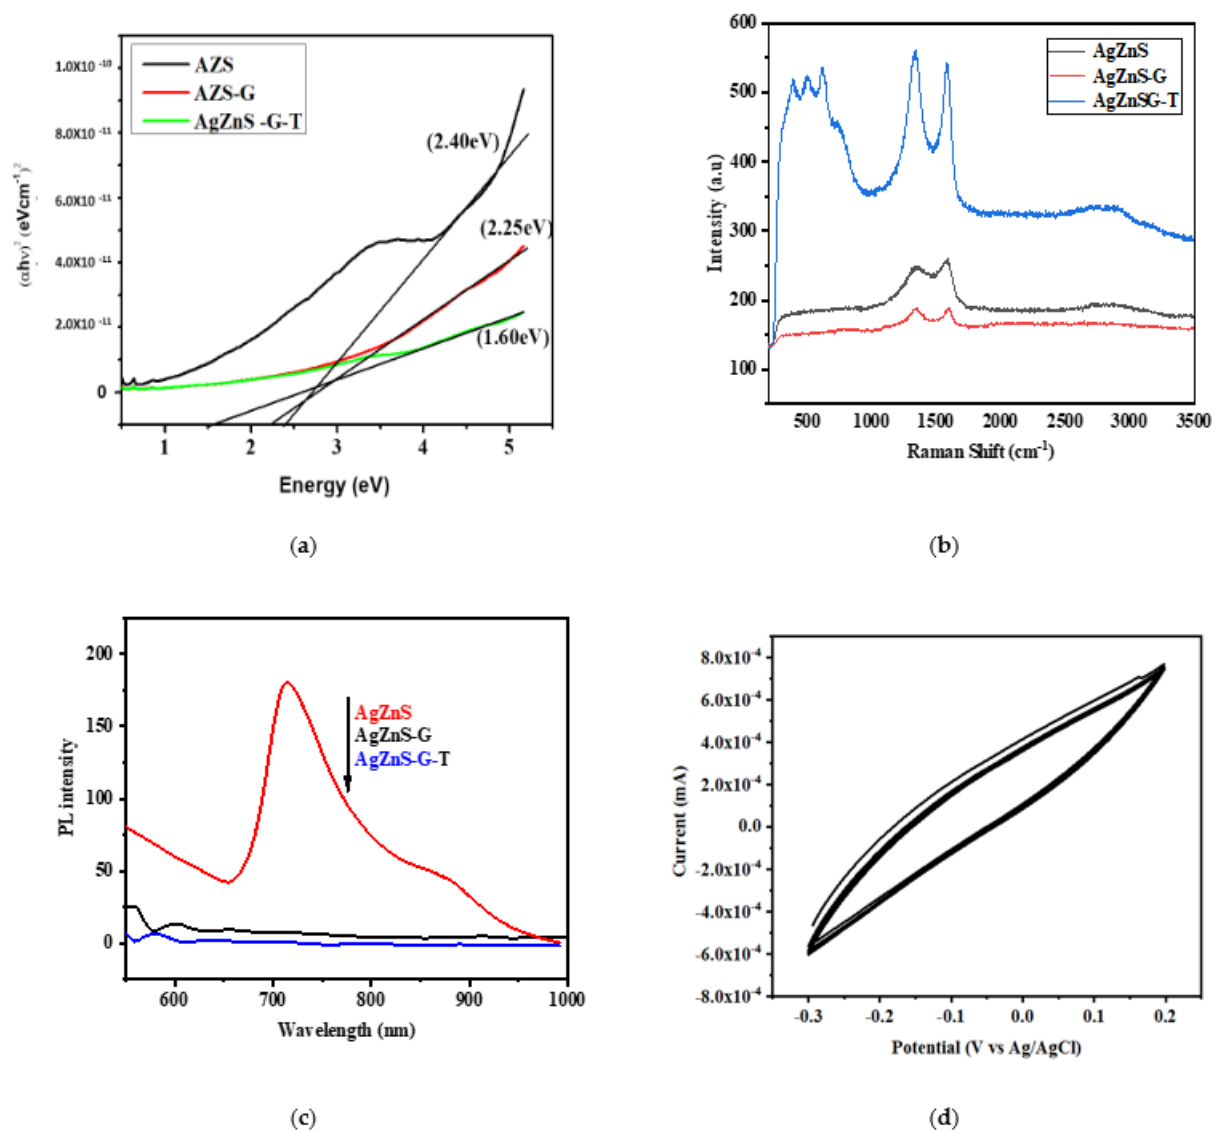 AZS
AZS-G
AgZnS -G-T
1.0X10 -10
8.0X10 -11
6.0X10 -11
4.0X10 -11
2.0X10 -11
0
(αhν)² (eVcm⁻¹)²
(2.40eV)
(2.25eV)
(1.60eV)
1 2 3 4 5
Energy (eV)
(a)
AgZnS
AgZnS-G
AgZnSG-T
600
550
500
450
400
350
300
250
200
150
100
Intensity (a.u)
500 1000 1500 2000 2500 3000 3500
Raman Shift (cm⁻¹)
(b)
200
150
100
50
0
PL intensity
AgZnS
AgZnS-G
AgZnS-G-T
600 700 800 900 1000
Wavelength (nm)
(c)
8.0x10⁻⁴
6.0x10⁻⁴
4.0x10⁻⁴
2.0x10⁻⁴
0.0
-2.0x10⁻⁴
-4.0x10⁻⁴
-6.0x10⁻⁴
-8.0x10⁻⁴
Current (mA)
-0.3 -0.2 -0.1 0.0 0.1 0.2
Potential (V vs Ag/AgCl)
(d)